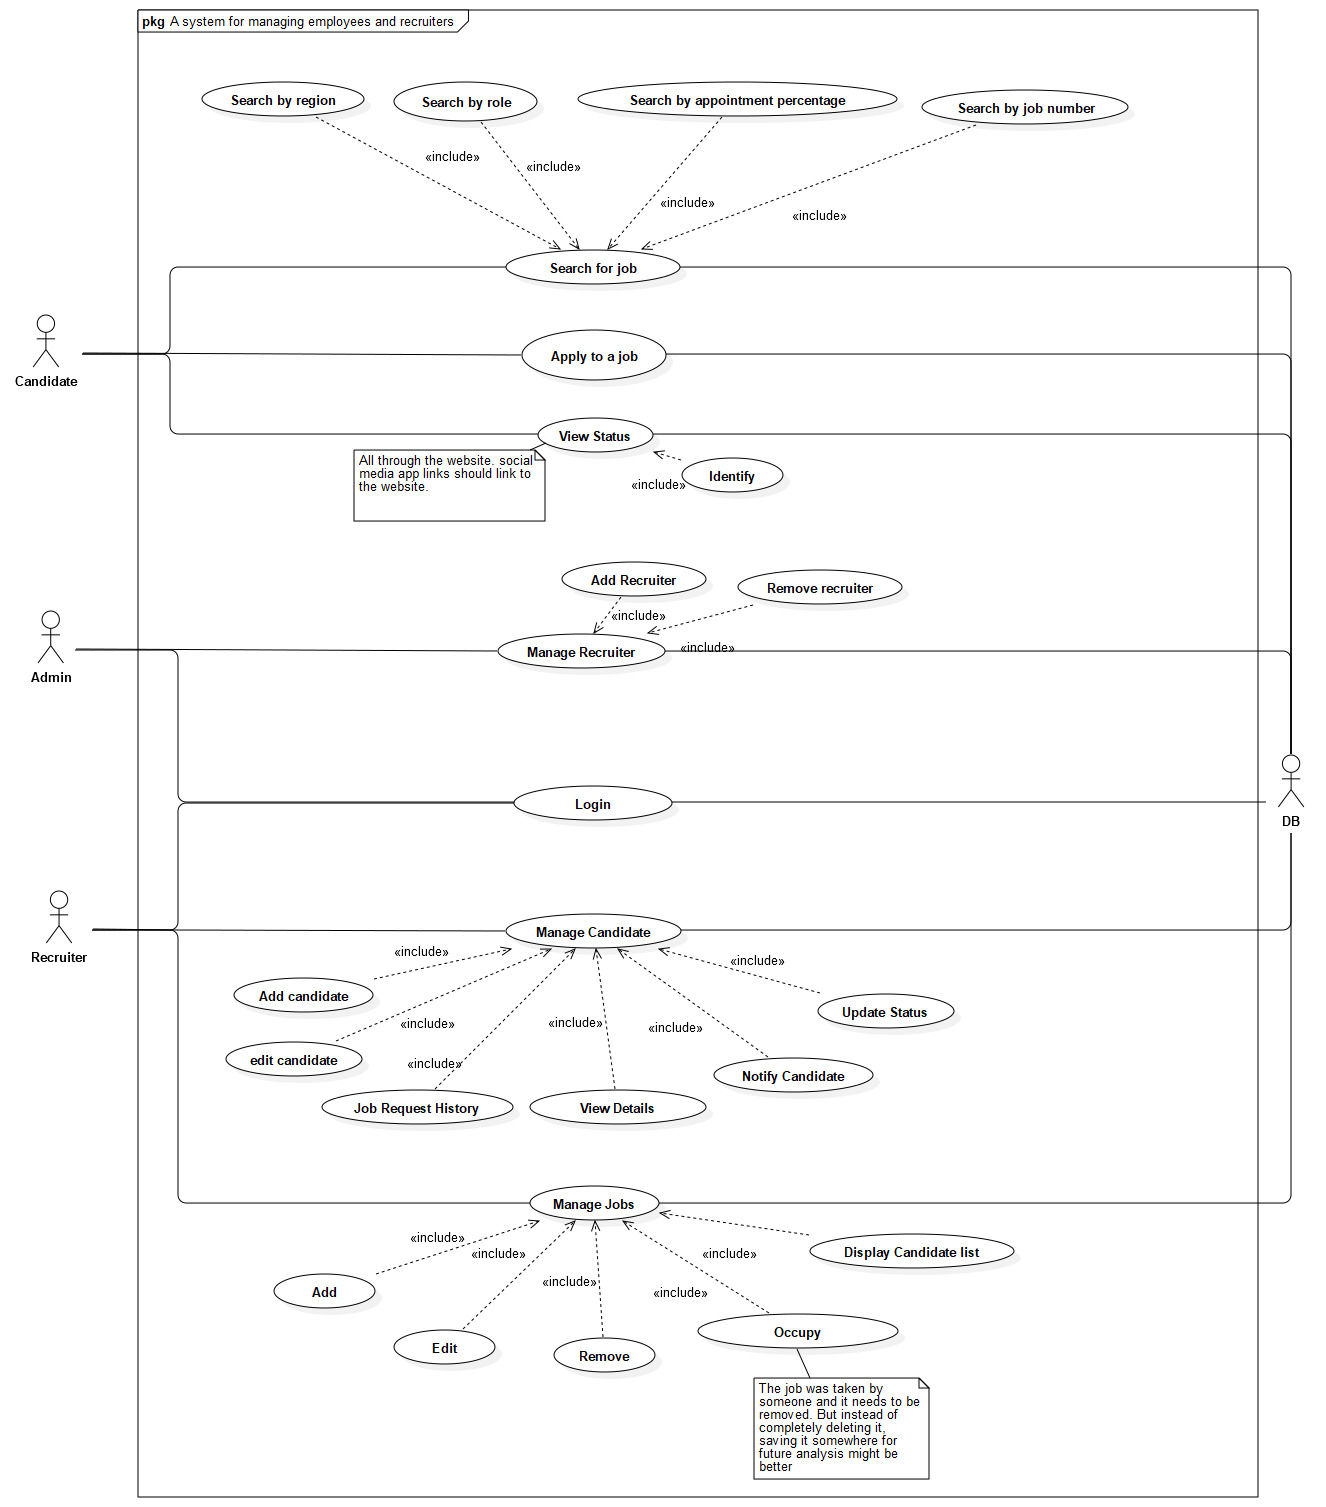 pkg A system for managing employees and recruiters
Search by region
Search by role
Search by appointment percentage
Search by job number
«include»
«include»
«include»
«include»
Search for job
Candidate
Apply to a job
View Status
All through the website. social
media app links should link to
the website.
Identify
«include»
Add Recruiter
Remove recruiter
«include»
«include»
Manage Recruiter
Admin
Login
DB
Recruiter
Manage Candidate
«include»
«include»
Add candidate
Update Status
«include»
«include»
«include»
edit candidate
«include»
Notify Candidate
Job Request History
View Details
Manage Jobs
«include»
«include»
«include»
Display Candidate list
«include»
«include»
Add
Occupy
Edit
Remove
The job was taken by
someone and it needs to be
removed. But instead of
completely deleting it,
saving it somewhere for
future analysis might be
better